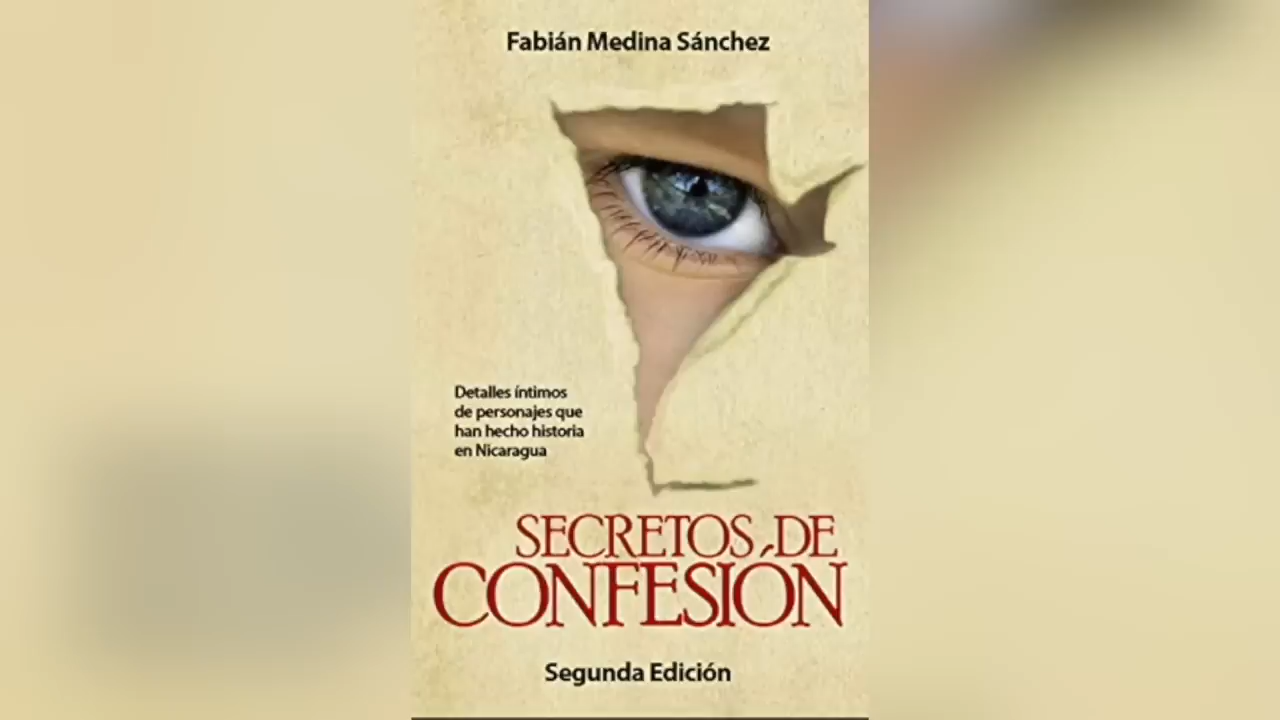 Fabián Medina Sánchez
Detalles íntimos
de personajes que
han hecho historia
en Nicaragua
SECRETOS DE
CONFESIÓN
Segunda Edición